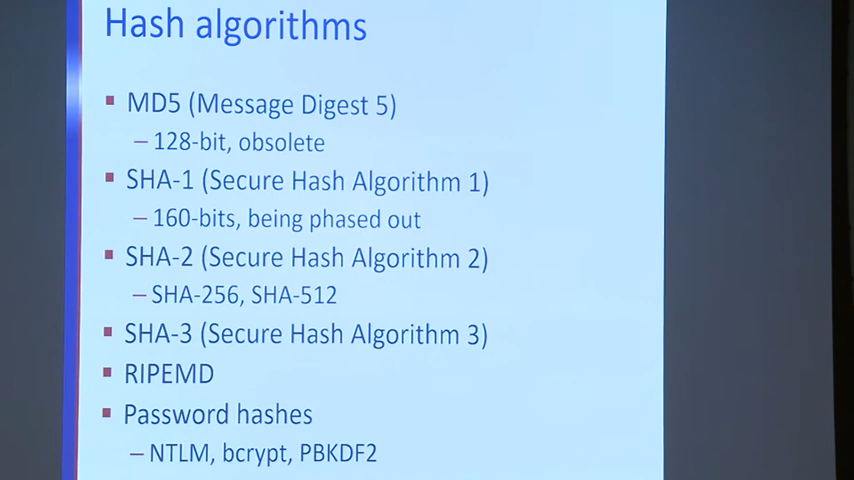 Hash algorithms
▪ MD5 (Message Digest 5)
– 128-bit, obsolete
▪ SHA-1 (Secure Hash Algorithm 1)
– 160-bits, being phased out
▪ SHA-2 (Secure Hash Algorithm 2)
– SHA-256, SHA-512
▪ SHA-3 (Secure Hash Algorithm 3)
▪ RIPEMD
▪ Password hashes
– NTLM, bcrypt, PBKDF2